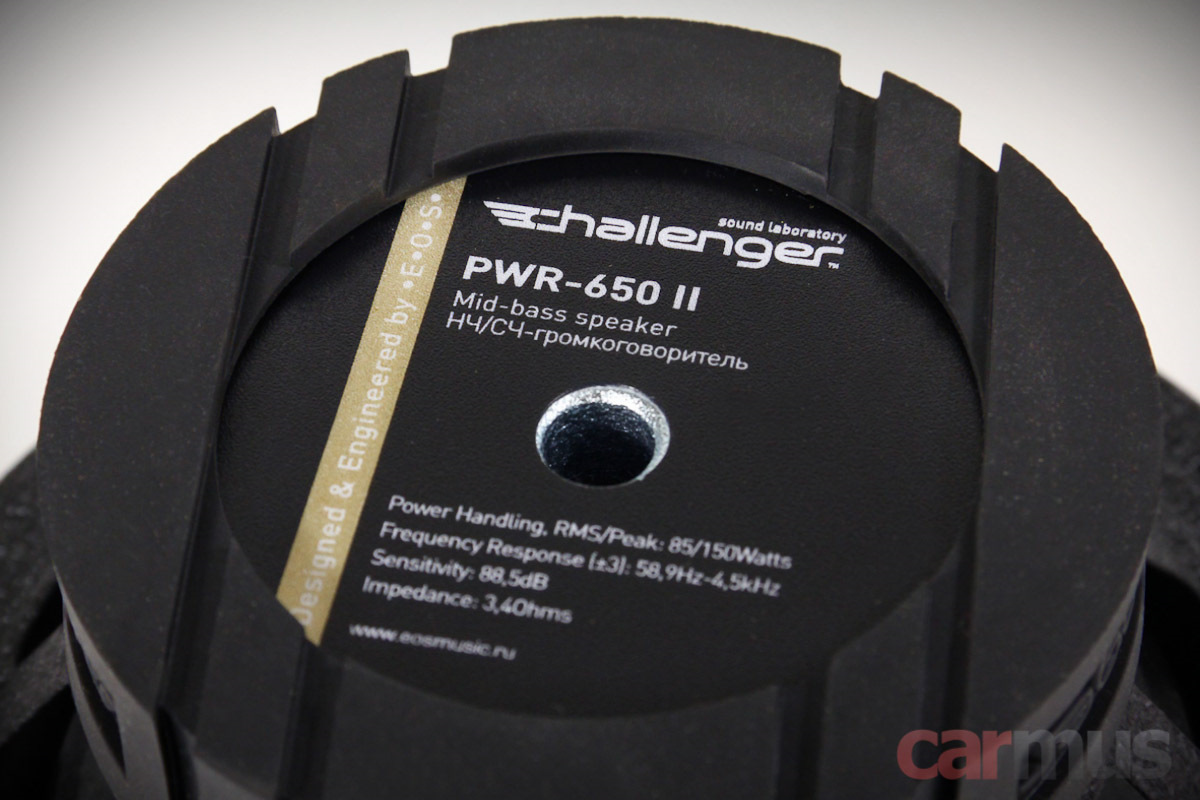 challenger
sound laboratory
™
PWR-650 II
Mid-bass speaker
НЧ/СЧ-громкоговоритель
Designed & Engineered by •E•O•S•
Power Handling, RMS/Peak: 85/150Watts
Frequency Response (±3): 58,9Hz-4,5kHz
Sensitivity: 88,5dB
Impedance: 3,4Ohms
www.eosmusic.ru
carmus